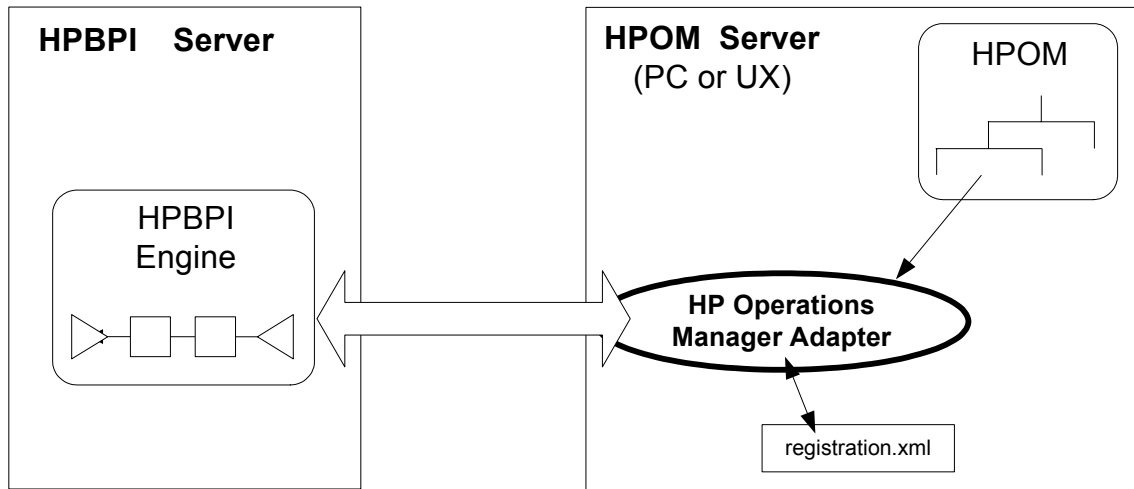 HPBPI Server
HPBPI
Engine
HPOM Server
(PC or UX)
HPOM
HP Operations
Manager Adapter
registration.xml